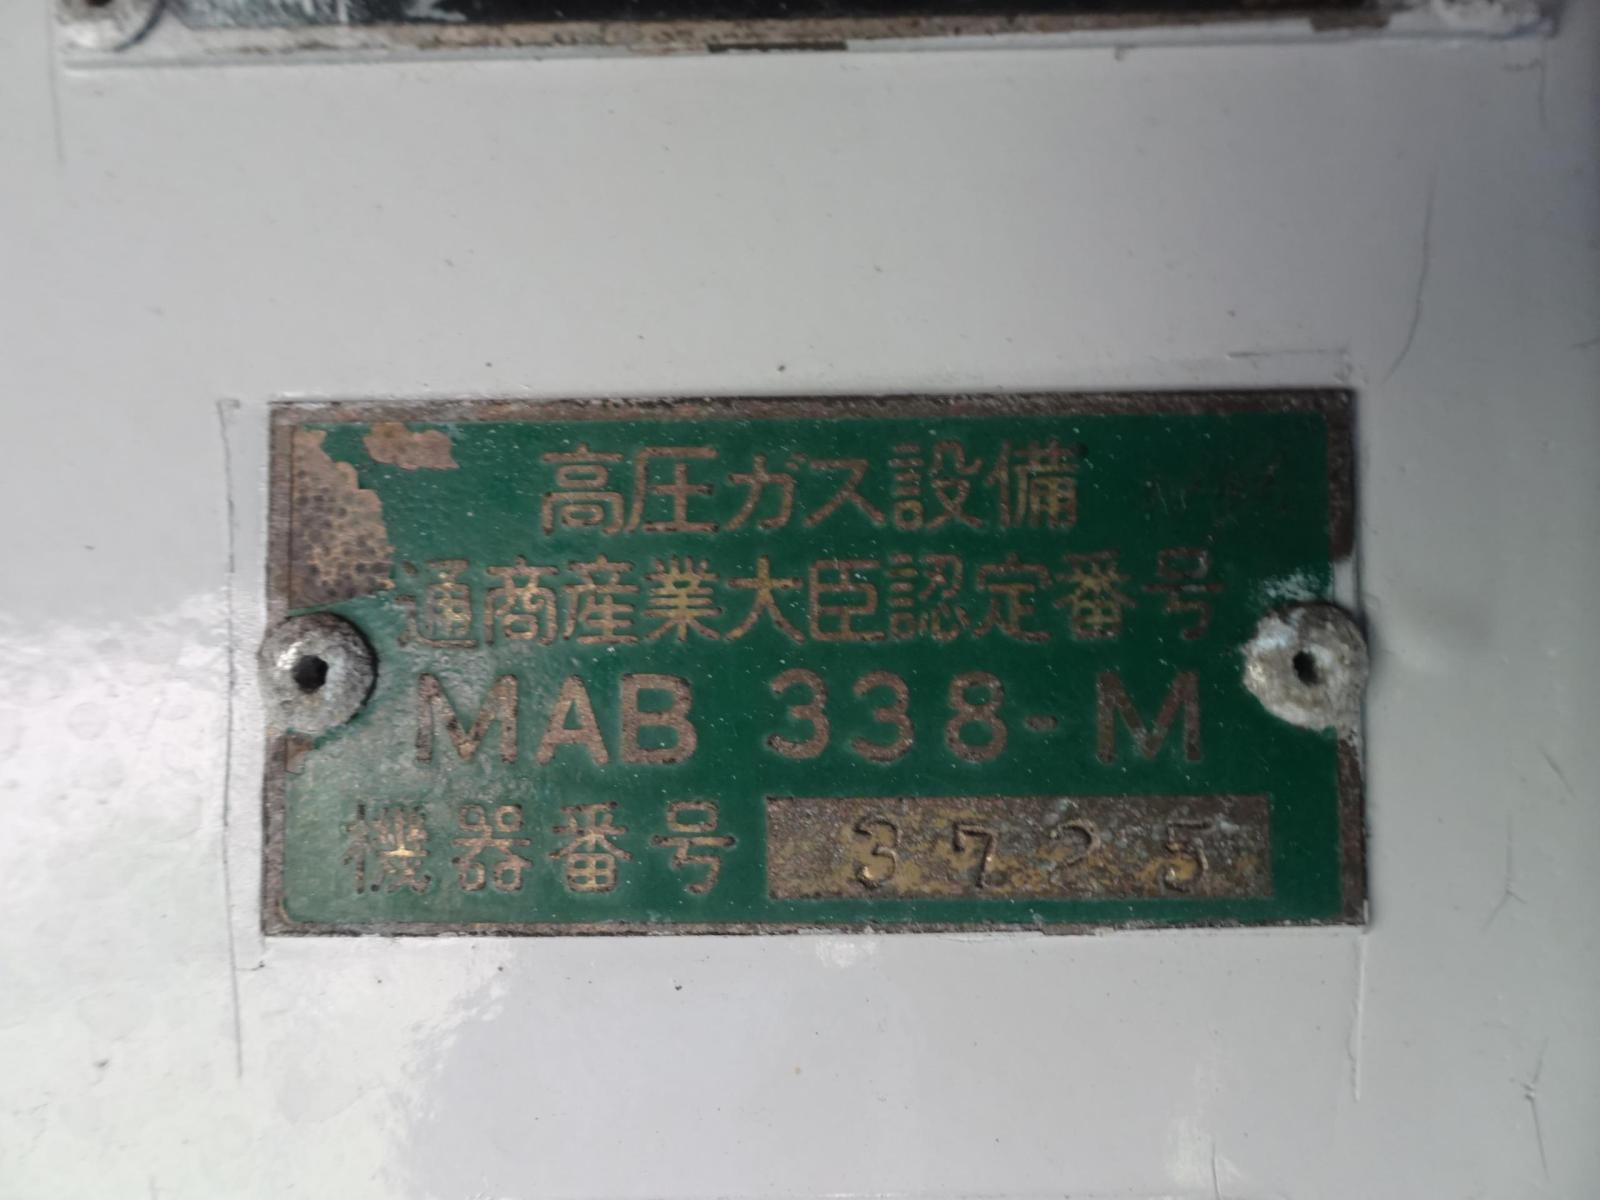 高圧ガス設備
通商産業大臣認定番号
MAB 338-M
機器番号 3725